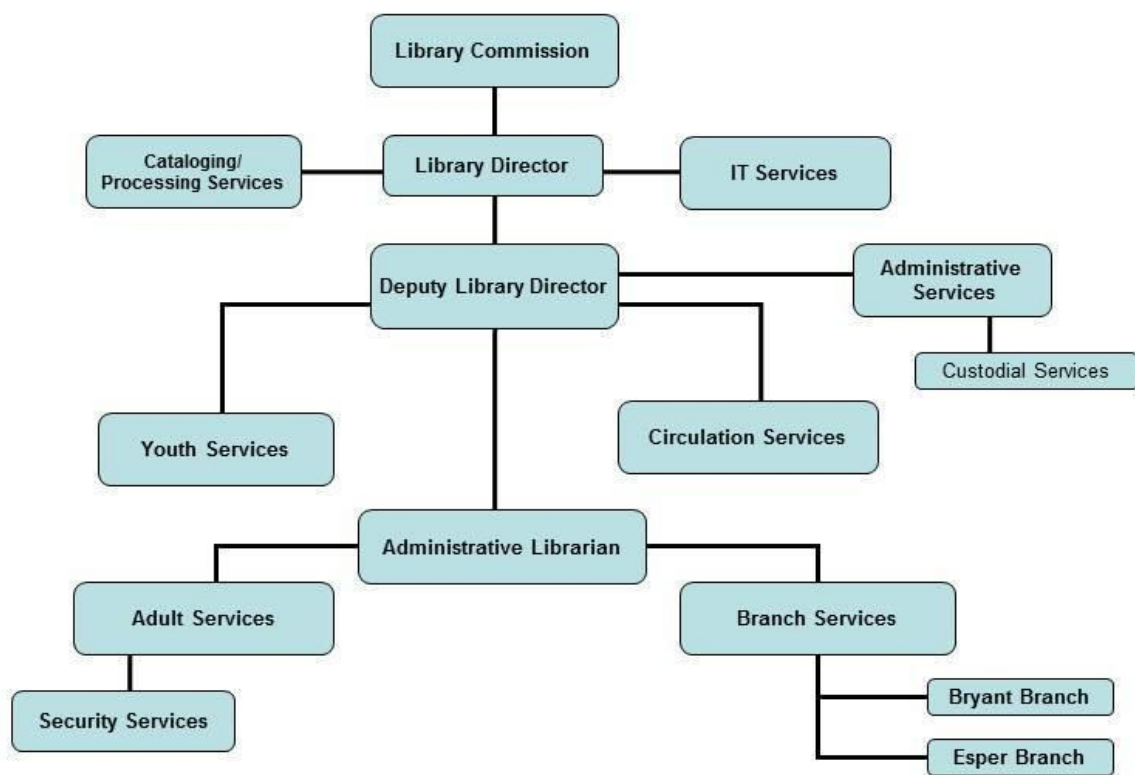 Library Commission
Cataloging/
Processing Services
Library Director
IT Services
Deputy Library Director
Administrative
Services
Custodial Services
Youth Services
Circulation Services
Administrative Librarian
Adult Services
Branch Services
Security Services
Bryant Branch
Esper Branch